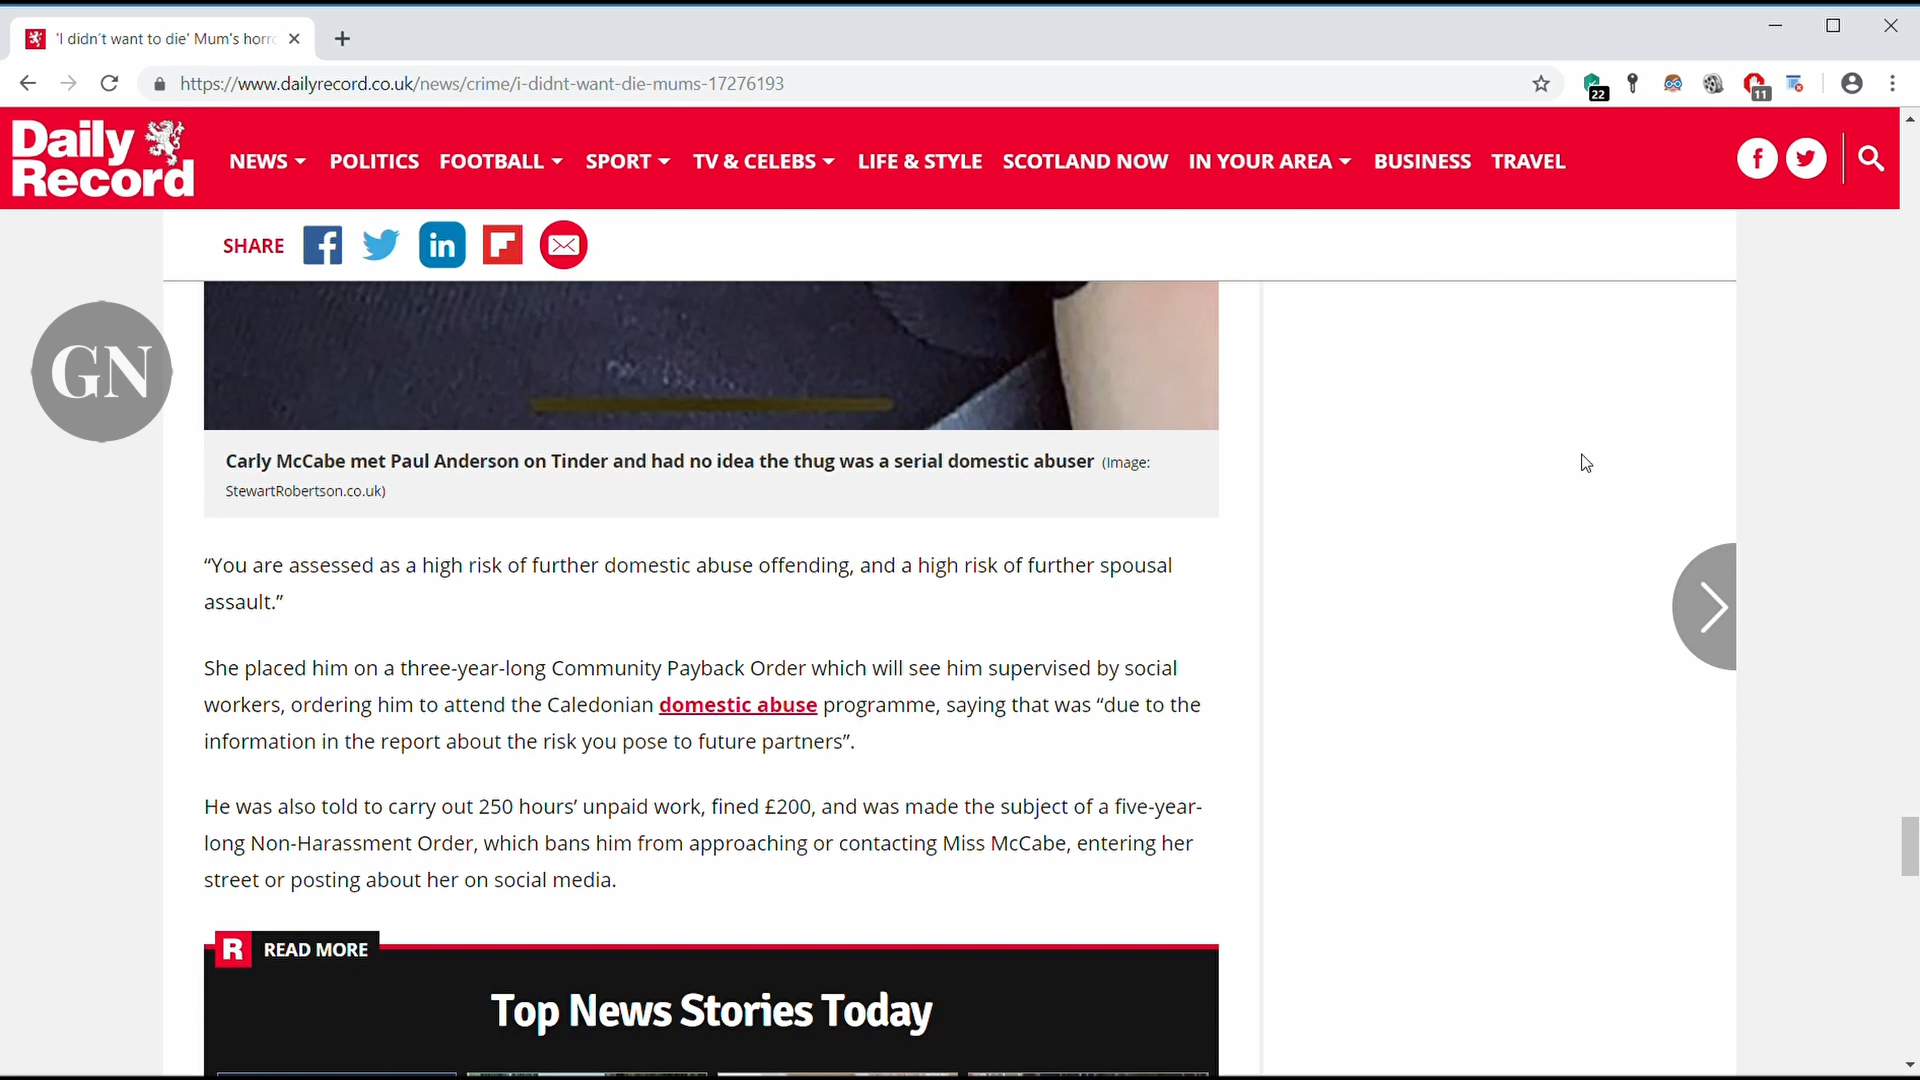 'I didn't want to die' Mum's horro
https://www.dailyrecord.co.uk/news/crime/i-didnt-want-die-mums-17276193
22
11
Daily
Record
NEWS POLITICS FOOTBALL SPORT TV & CELEBS LIFE & STYLE SCOTLAND NOW IN YOUR AREA BUSINESS TRAVEL
SHARE
GN
Carly McCabe met Paul Anderson on Tinder and had no idea the thug was a serial domestic abuser (Image:
StewartRobertson.co.uk)
“You are assessed as a high risk of further domestic abuse offending, and a high risk of further spousal
assault.”
She placed him on a three-year-long Community Payback Order which will see him supervised by social
workers, ordering him to attend the Caledonian domestic abuse programme, saying that was “due to the
information in the report about the risk you pose to future partners”.
He was also told to carry out 250 hours’ unpaid work, fined £200, and was made the subject of a five-year-
long Non-Harassment Order, which bans him from approaching or contacting Miss McCabe, entering her
street or posting about her on social media.
R READ MORE
Top News Stories Today